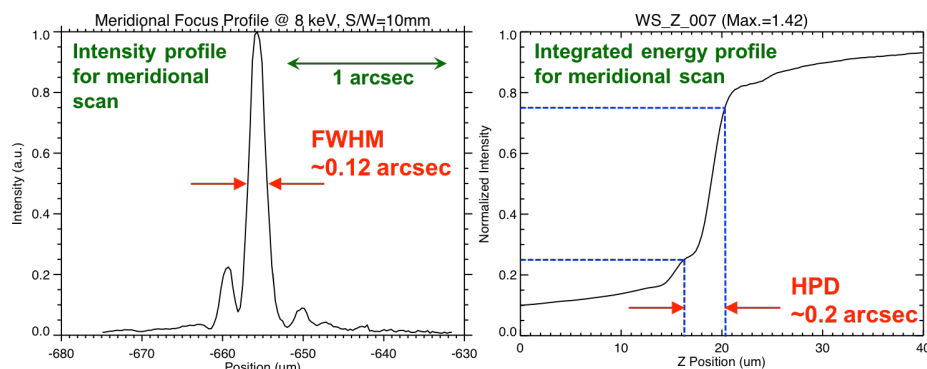 Meridional Focus Profile @ 8 keV, S/W=10mm
1.0
0.8
0.6
0.4
0.2
0.0
Intensity (a.u.)
Intensity profile
for meridional
scan
1 arcsec
FWHM
~0.12 arcsec
-680
-670
-660
-650
-640
-630
Position (um)
WS_Z_007 (Max.=1.42)
1.0
0.8
0.6
0.4
0.2
0.0
Normalized Intensity
Integrated energy profile
for meridional scan
HPD
~0.2 arcsec
0
10
20
30
40
Z Position (um)